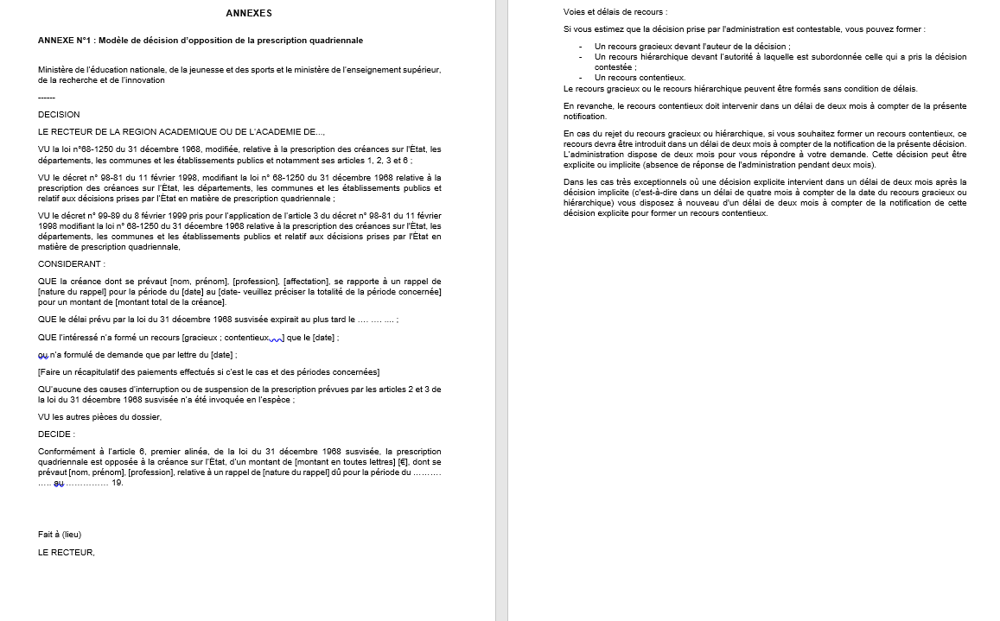 ANNEXES
ANNEXE N°1 : Modèle de décision d'opposition de la prescription quadriennale
Ministère de l'éducation nationale, de la jeunesse et des sports et le ministère de l'enseignement supérieur,
de la recherche et de l'innovation
------
DECISION
LE RECTEUR DE LA REGION ACADEMIQUE OU DE L'ACADEMIE DE...,
VU la loi n°68-1250 du 31 décembre 1968, modifiée, relative à la prescription des créances sur l'État, les
départements, les communes et les établissements publics et notamment ses articles 1, 2, 3 et 6 ;
VU le décret n° 98-81 du 11 février 1998, modifiant la loi n° 68-1250 du 31 décembre 1968 relative à la
prescription des créances sur l'État, les départements, les communes et les établissements publics et
relatif aux décisions prises par l'État en matière de prescription quadriennale ;
VU le décret n° 99-89 du 8 février 1999 pris pour l'application de l'article 3 du décret n° 98-81 du 11 février
1998 modifiant la loi n° 68-1250 du 31 décembre 1968 relative à la prescription des créances sur l'État, les
départements, les communes et les établissements publics et relatif aux décisions prises par l'État en
matière de prescription quadriennale,
CONSIDERANT :
QUE la créance dont se prévaut [nom, prénom], [profession], [affectation], se rapporte à un rappel de
[nature du rappel] pour la période du [date] au [date- veuillez préciser la totalité de la période concernée]
pour un montant de [montant total de la créance].
QUE le délai prévu par la loi du 31 décembre 1968 susvisée expirait au plus tard le .... .... .... ;
QUE l'intéressé n'a formé un recours [gracieux ; contentieux...] que le [date] ;
ou n'a formulé de demande que par lettre du [date] ;
[Faire un récapitulatif des paiements effectués si c'est le cas et des périodes concernées]
QU'aucune des causes d'interruption ou de suspension de la prescription prévues par les articles 2 et 3 de
la loi du 31 décembre 1968 susvisée n'a été invoquée en l'espèce ;
VU les autres pièces du dossier,
DECIDE :
Conformément à l'article 6, premier alinéa, de la loi du 31 décembre 1968 susvisée, la prescription
quadriennale est opposée à la créance sur l'État, d'un montant de [montant en toutes lettres] [€], dont se
prévaut [nom, prénom], [profession], relative à un rappel de [nature du rappel] dû pour la période du .........
..... au ............... 19.
Fait à (lieu)
LE RECTEUR,
Voies et délais de recours :
Si vous estimez que la décision prise par l'administration est contestable, vous pouvez former :
- Un recours gracieux devant l'auteur de la décision ;
- Un recours hiérarchique devant l'autorité à laquelle est subordonnée celle qui a pris la décision
contestée ;
- Un recours contentieux.
Le recours gracieux ou le recours hiérarchique peuvent être formés sans condition de délais.
En revanche, le recours contentieux doit intervenir dans un délai de deux mois à compter de la présente
notification.
En cas du rejet du recours gracieux ou hiérarchique, si vous souhaitez former un recours contentieux, ce
recours devra être introduit dans un délai de deux mois à compter de la notification de la présente décision.
L'administration dispose de deux mois pour vous répondre à votre demande. Cette décision peut être
explicite ou implicite (absence de réponse de l'administration pendant deux mois).
Dans les cas très exceptionnels où une décision explicite intervient dans un délai de deux mois après la
décision implicite (c'est-à-dire dans un délai de quatre mois à compter de la date du recours gracieux ou
hiérarchique) vous disposez à nouveau d'un délai de deux mois à compter de la notification de cette
décision explicite pour former un recours contentieux.